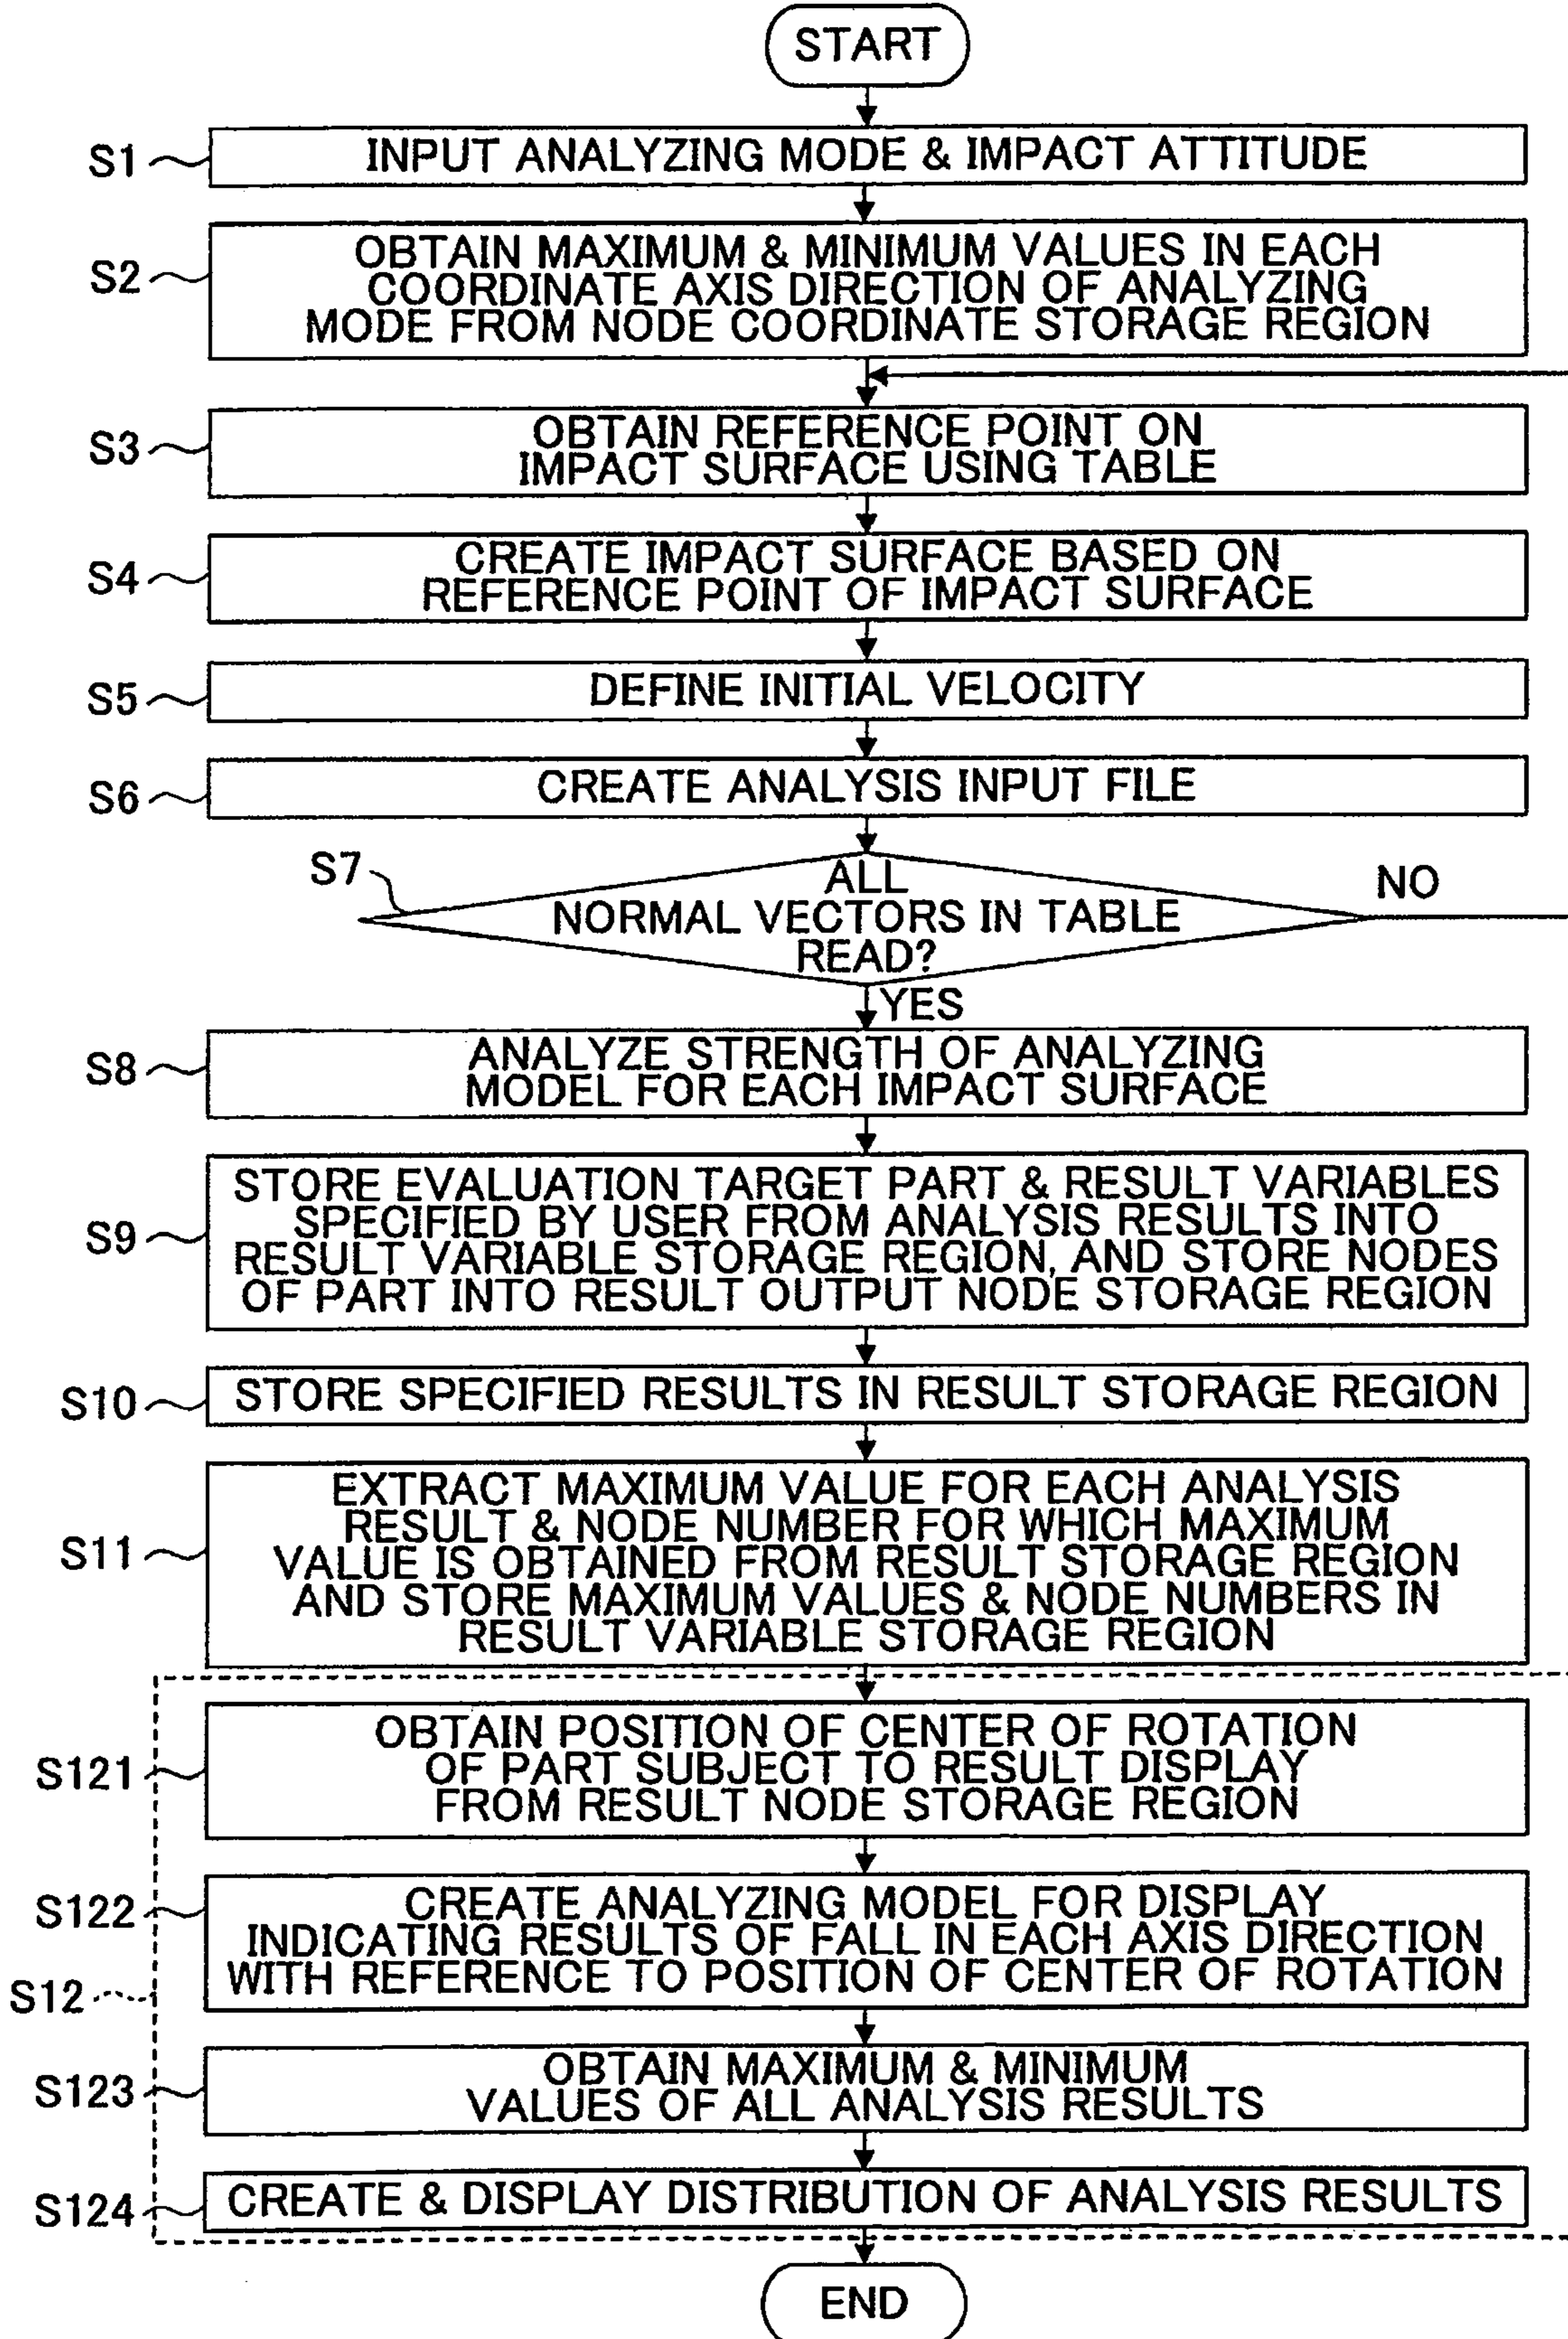 START
S1
INPUT ANALYZING MODE & IMPACT ATTITUDE
S2
OBTAIN MAXIMUM & MINIMUM VALUES IN EACH
COORDINATE AXIS DIRECTION OF ANALYZING
MODE FROM NODE COORDINATE STORAGE REGION
S3
OBTAIN REFERENCE POINT ON
IMPACT SURFACE USING TABLE
S4
CREATE IMPACT SURFACE BASED ON
REFERENCE POINT OF IMPACT SURFACE
S5
DEFINE INITIAL VELOCITY
S6
CREATE ANALYSIS INPUT FILE
S7
ALL
NORMAL VECTORS IN TABLE
READ?
NO
YES
S8
ANALYZE STRENGTH OF ANALYZING
MODEL FOR EACH IMPACT SURFACE
S9
STORE EVALUATION TARGET PART & RESULT VARIABLES
SPECIFIED BY USER FROM ANALYSIS RESULTS INTO
RESULT VARIABLE STORAGE REGION, AND STORE NODES
OF PART INTO RESULT OUTPUT NODE STORAGE REGION
S10
STORE SPECIFIED RESULTS IN RESULT STORAGE REGION
S11
EXTRACT MAXIMUM VALUE FOR EACH ANALYSIS
RESULT & NODE NUMBER FOR WHICH MAXIMUM
VALUE IS OBTAINED FROM RESULT STORAGE REGION
AND STORE MAXIMUM VALUES & NODE NUMBERS IN
RESULT VARIABLE STORAGE REGION
S12
S121
OBTAIN POSITION OF CENTER OF ROTATION
OF PART SUBJECT TO RESULT DISPLAY
FROM RESULT NODE STORAGE REGION
S122
CREATE ANALYZING MODEL FOR DISPLAY
INDICATING RESULTS OF FALL IN EACH AXIS DIRECTION
WITH REFERENCE TO POSITION OF CENTER OF ROTATION
S123
OBTAIN MAXIMUM & MINIMUM
VALUES OF ALL ANALYSIS RESULTS
S124
CREATE & DISPLAY DISTRIBUTION OF ANALYSIS RESULTS
END